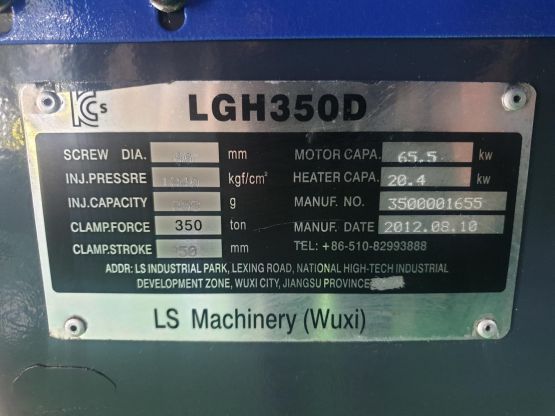 KCs LGH350D
SCREW DIA. mm MOTOR CAPA. 65.5 kw
INJ.PRESSRE kgf/cm² HEATER CAPA. 20.4 kw
INJ.CAPACITY g MANUF. NO. 3500001655
CLAMP.FORCE 350 ton MANUF. DATE 2012.08.10
CLAMP.STROKE mm TEL: +86-510-82993888
ADDR: LS INDUSTRIAL PARK, LEXING ROAD, NATIONAL HIGH-TECH INDUSTRIAL
DEVELOPMENT ZONE, WUXI CITY, JIANGSU PROVINCE
LS Machinery (Wuxi)